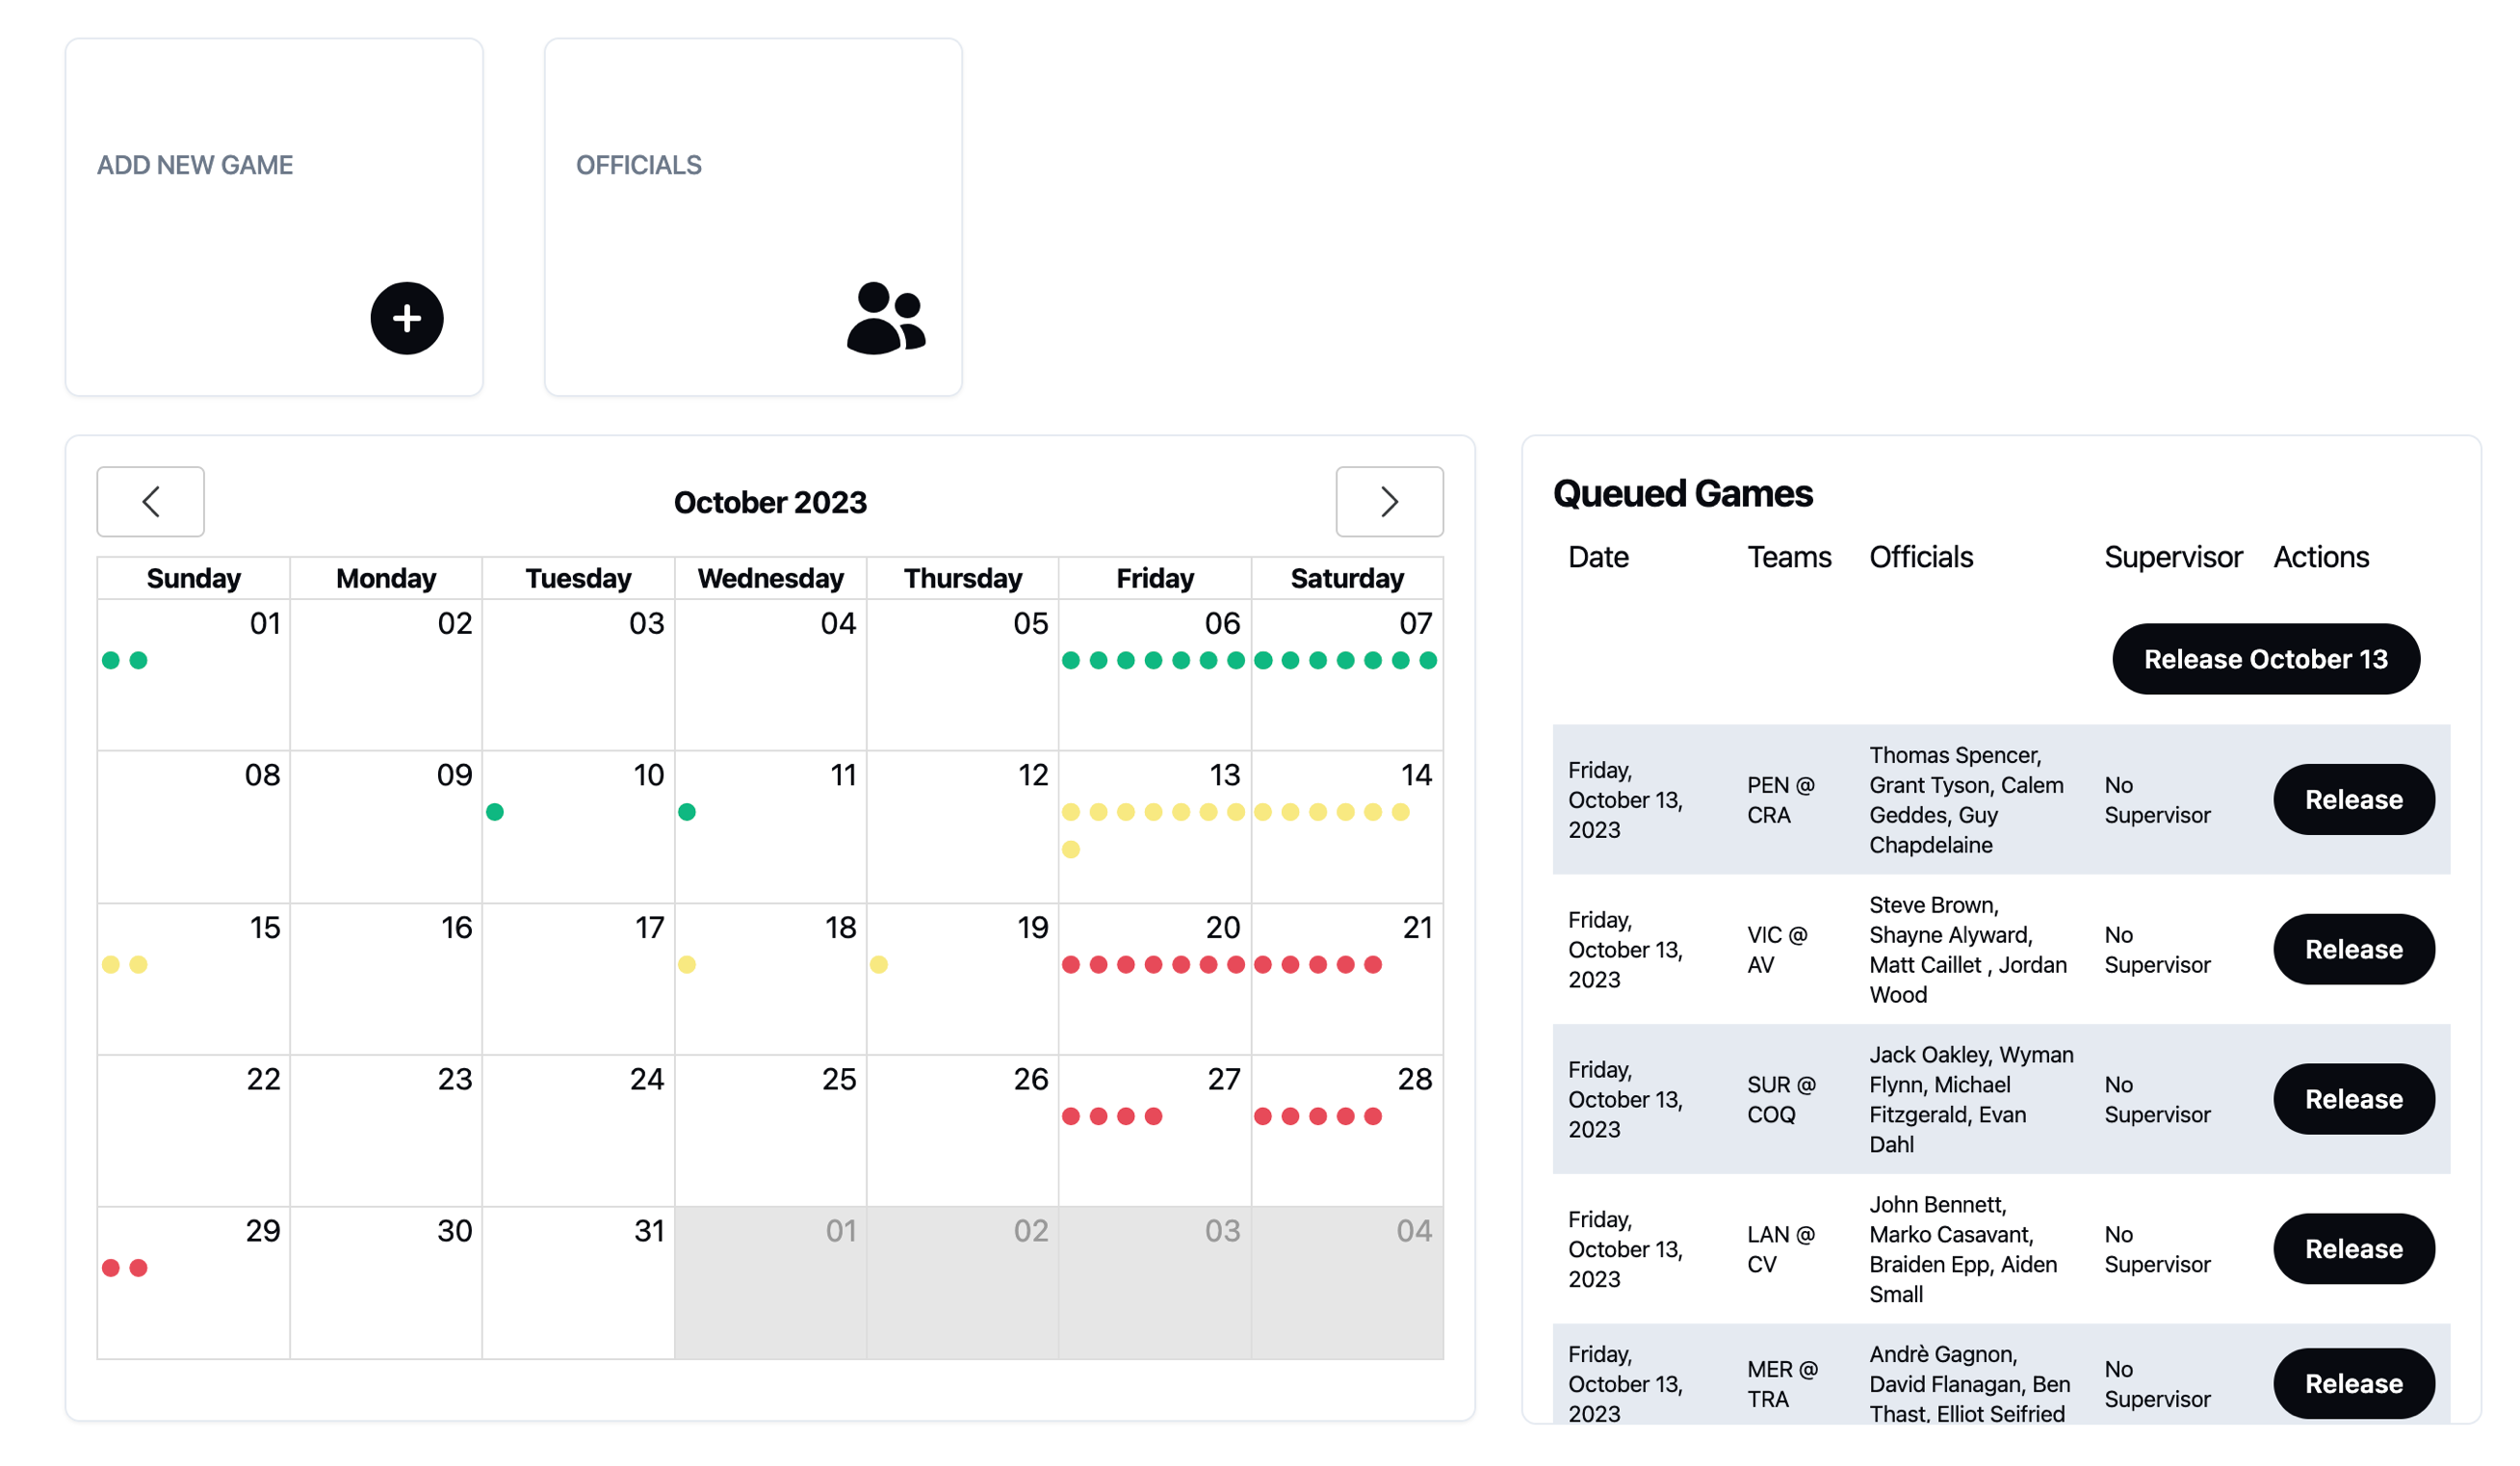 ADD NEW GAME
OFFICIALS
October 2023
Sunday Monday Tuesday Wednesday Thursday Friday Saturday
01 02 03 04 05 06 07
08 09 10 11 12 13 14
15 16 17 18 19 20 21
22 23 24 25 26 27 28
29 30 31 01 02 03 04
Queued Games
Date Teams Officials Supervisor Actions
Release October 13
Friday,
October 13,
2023
PEN @
CRA
Thomas Spencer,
Grant Tyson, Calem
Geddes, Guy
Chapdelaine
No
Supervisor
Release
Friday,
October 13,
2023
VIC @
AV
Steve Brown,
Shayne Alyward,
Matt Caillet , Jordan
Wood
No
Supervisor
Release
Friday,
October 13,
2023
SUR @
COQ
Jack Oakley, Wyman
Flynn, Michael
Fitzgerald, Evan
Dahl
No
Supervisor
Release
Friday,
October 13,
2023
LAN @
CV
John Bennett,
Marko Casavant,
Braiden Epp, Aiden
Small
No
Supervisor
Release
Friday,
October 13,
2023
MER @
TRA
Andrè Gagnon,
David Flanagan, Ben
Thast, Elliot Seifried
No
Supervisor
Release